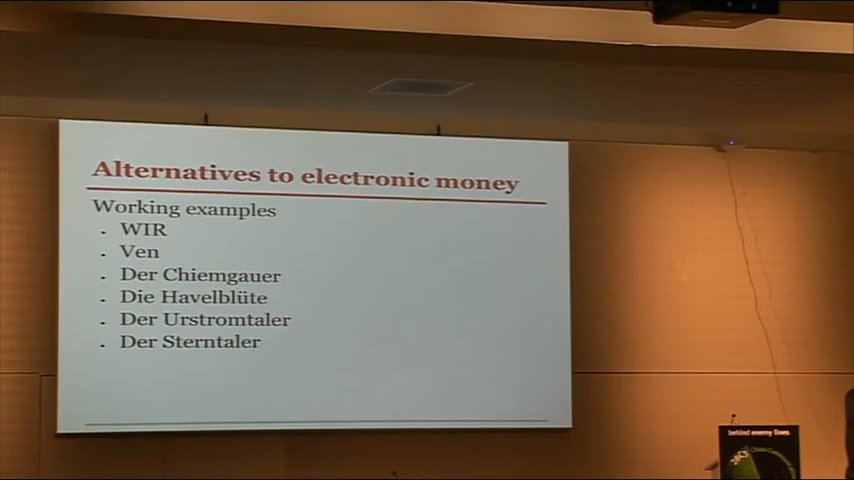 Alternatives to electronic money
Working examples
WIR
Ven
Der Chiemgauer
Die Havelblüte
Der Urstromtaler
Der Sterntaler
behind enemy lines